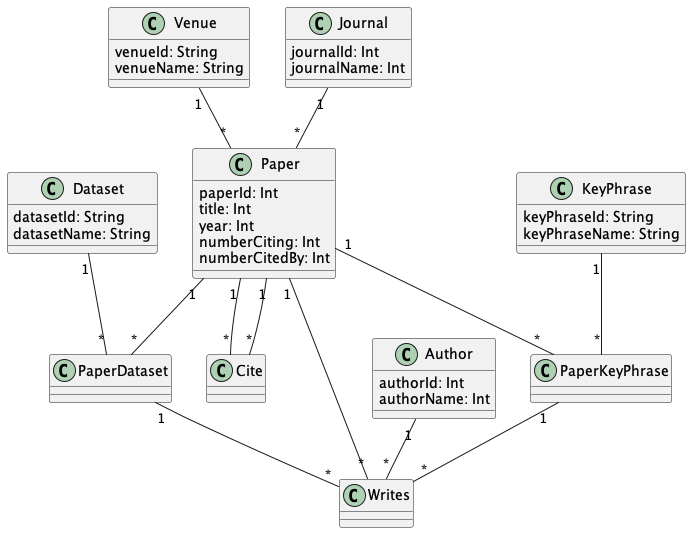 C Venue
venueId: String
venueName: String
C Journal
journalId: Int
journalName: Int
1
1
*
*
C Dataset
datasetId: String
datasetName: String
C Paper
paperId: Int
title: Int
year: Int
numberCiting: Int
numberCitedBy: Int
C KeyPhrase
keyPhraseId: String
keyPhraseName: String
1
1
1
1
1
1
1
*
*
*
*
*
*
C PaperDataset
C Cite
C Author
authorId: Int
authorName: Int
C PaperKeyPhrase
1
1
1
*
*
*
*
C Writes